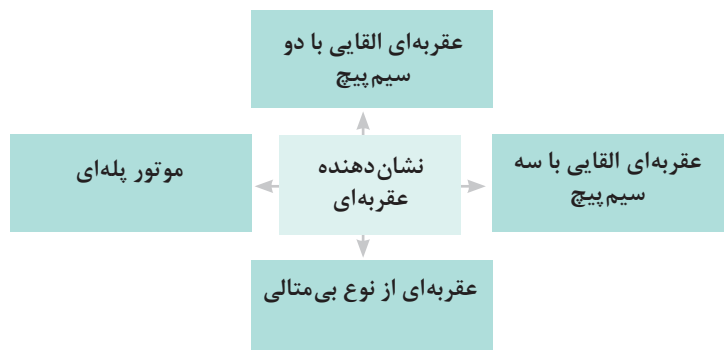 عقربه‌ای القایی با دو
سیم‌پیچ
عقربه‌ای القایی با سه
سیم‌پیچ
نشان‌دهنده
عقربه‌ای
موتور پله‌ای
عقربه‌ای از نوع بی‌متالی